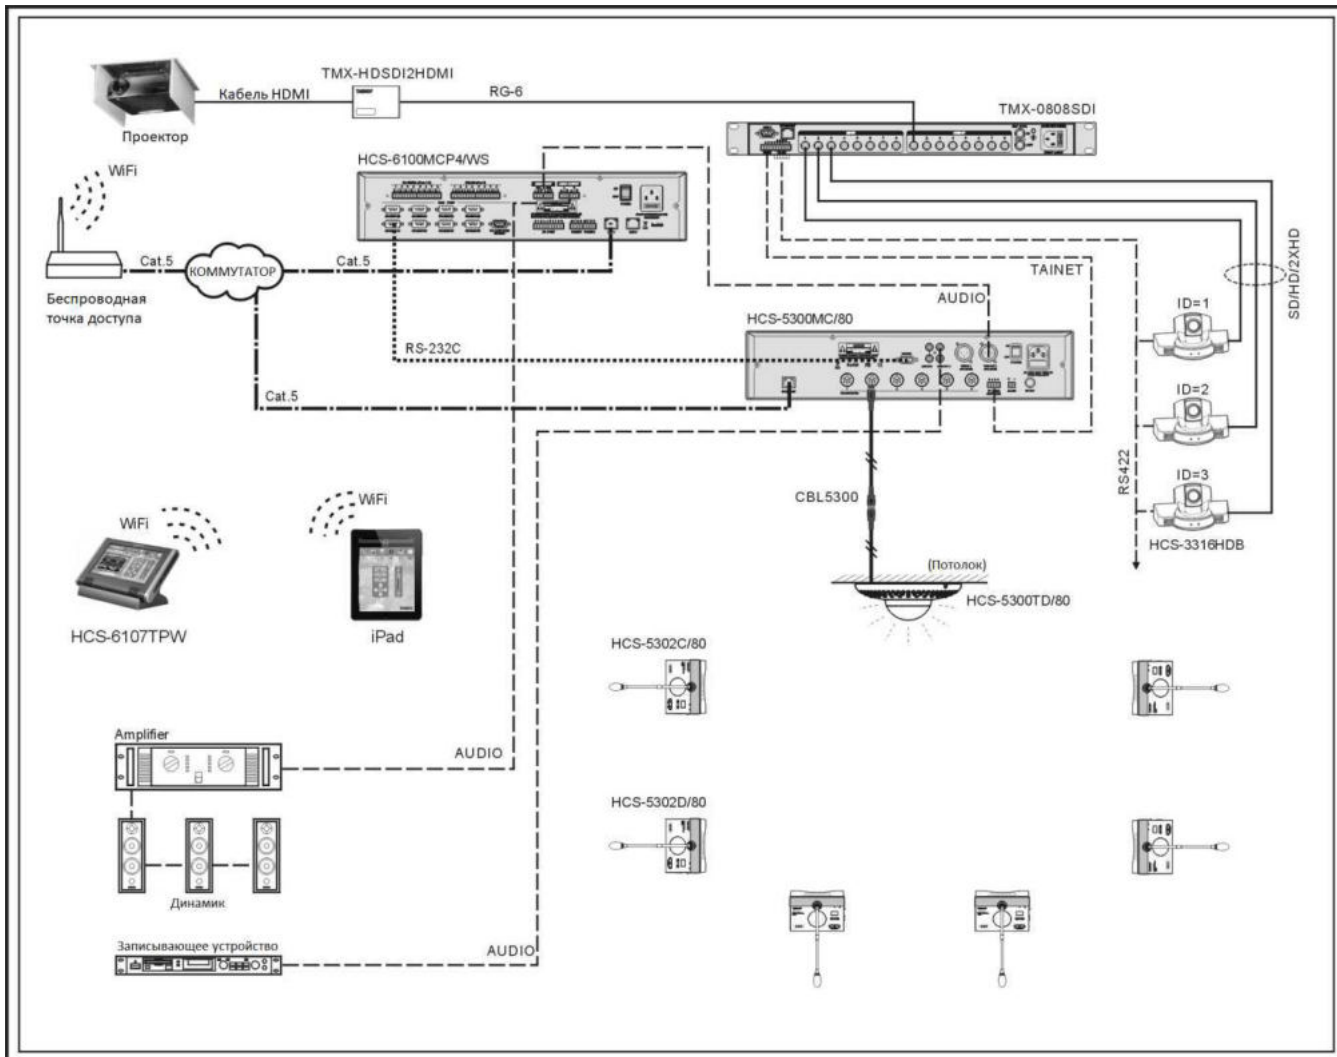 TMX-HDSDI2HDMI
Кабель HDMI
RG-6
TMX-0808SDI
Проектор
WiFi
HCS-6100MCP4/WS
Cat.5
КОММУТАТОР
Cat.5
Беспроводная
точка доступа
TAINET
AUDIO
SD/HD/2XHD
ID=1
HCS-5300MC/80
RS-232C
Cat.5
ID=2
RS422
ID=3
HCS-3316HDB
CBL5300
WiFi
WiFi
(Потолок)
HCS-5300TD/80
HCS-6107TPW
iPad
HCS-5302C/80
Amplifier
AUDIO
HCS-5302D/80
Динамик
Записывающее устройство
AUDIO